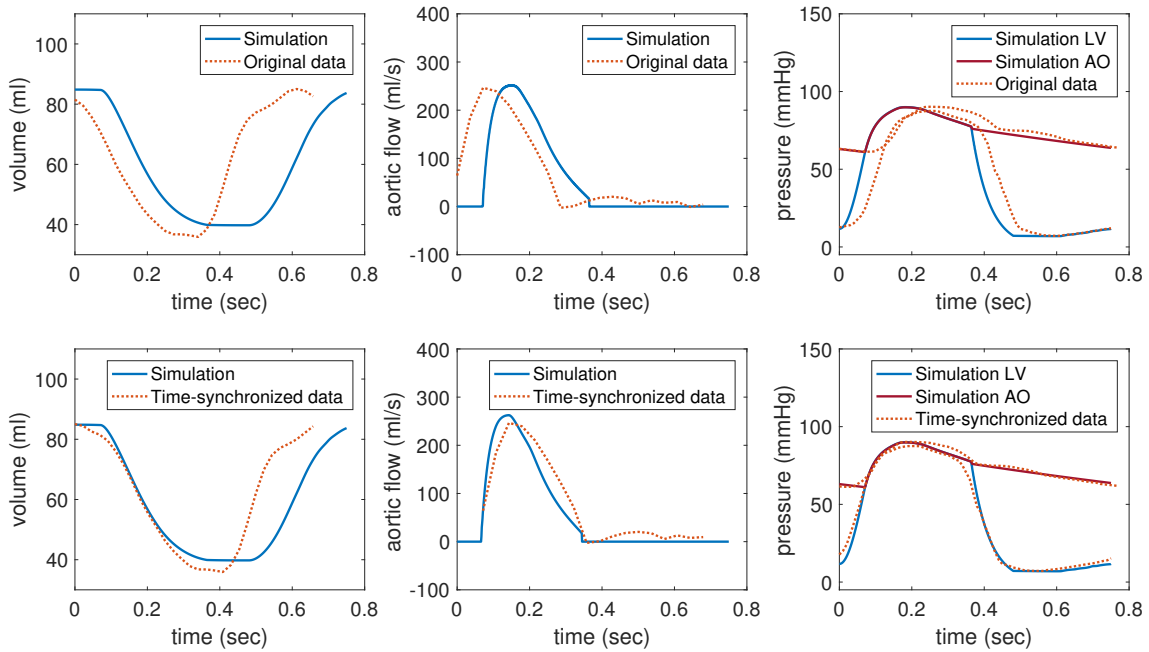 volume (ml)
100
80
60
40
0
0.2
0.4
0.6
0.8
time (sec)
Simulation
Original data
aortic flow (ml/s)
400
300
200
100
0
-100
0
0.2
0.4
0.6
0.8
time (sec)
Simulation
Original data
pressure (mmHg)
150
100
50
0
0
0.2
0.4
0.6
0.8
time (sec)
Simulation LV
Simulation AO
Original data
volume (ml)
100
80
60
40
0
0.2
0.4
0.6
0.8
time (sec)
Simulation
Time-synchronized data
aortic flow (ml/s)
400
300
200
100
0
-100
0
0.2
0.4
0.6
0.8
time (sec)
Simulation
Time-synchronized data
pressure (mmHg)
150
100
50
0
0
0.2
0.4
0.6
0.8
time (sec)
Simulation LV
Simulation AO
Time-synchronized data